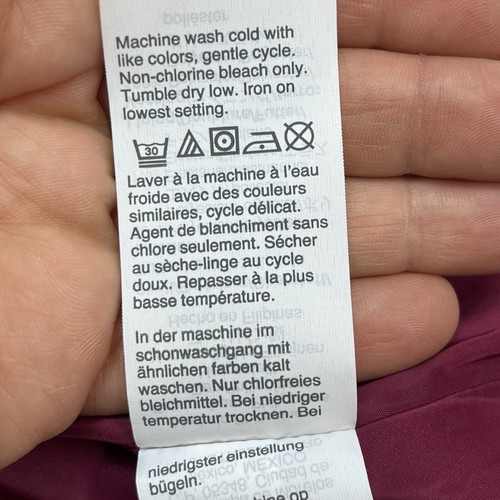 Machine wash cold with
like colors, gentle cycle.
Non-chlorine bleach only.
Tumble dry low. Iron on
lowest setting.
30
Laver à la machine à l'eau
froide avec des couleurs
similaires, cycle délicat.
Agent de blanchiment sans
chlore seulement. Sécher
au sèche-linge au cycle
doux. Repasser à la plus
basse température.
In der maschine im
schonwaschgang mit
ähnlichen farben kalt
waschen. Nur chlorfreies
bleichmittel. Bei niedriger
temperatur trocknen. Bei
niedrigster einstellung
bügeln.